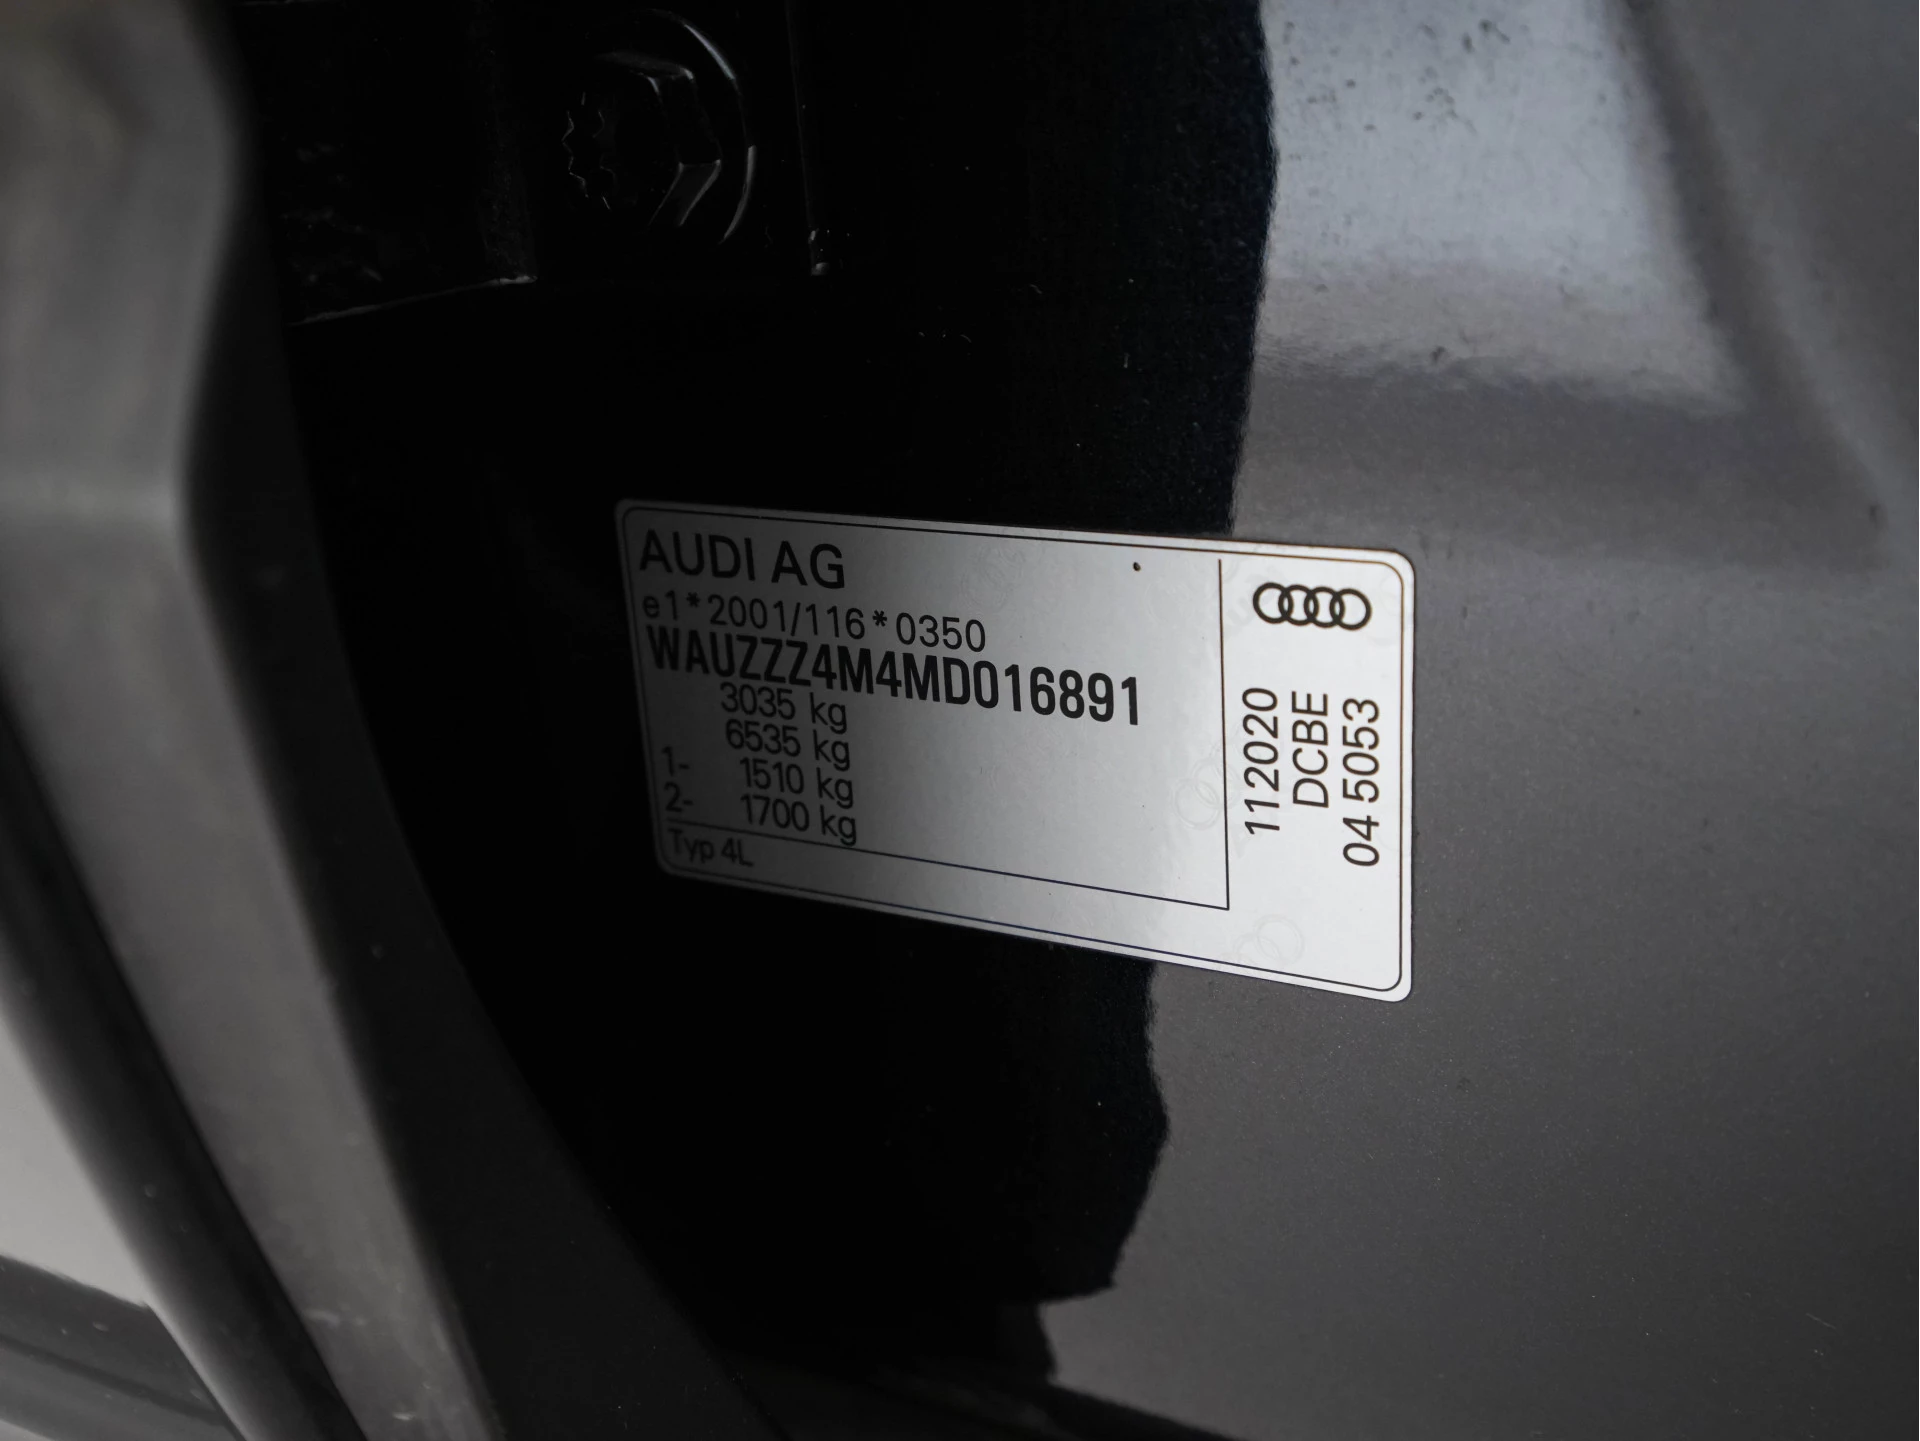 AUDI AG
e1*2001/116*0350
WAUZZZ4M4MD016891
3035 kg
6535 kg
1- 1510 kg
2- 1700 kg
Typ 4L
112020
DCBE
04 5053